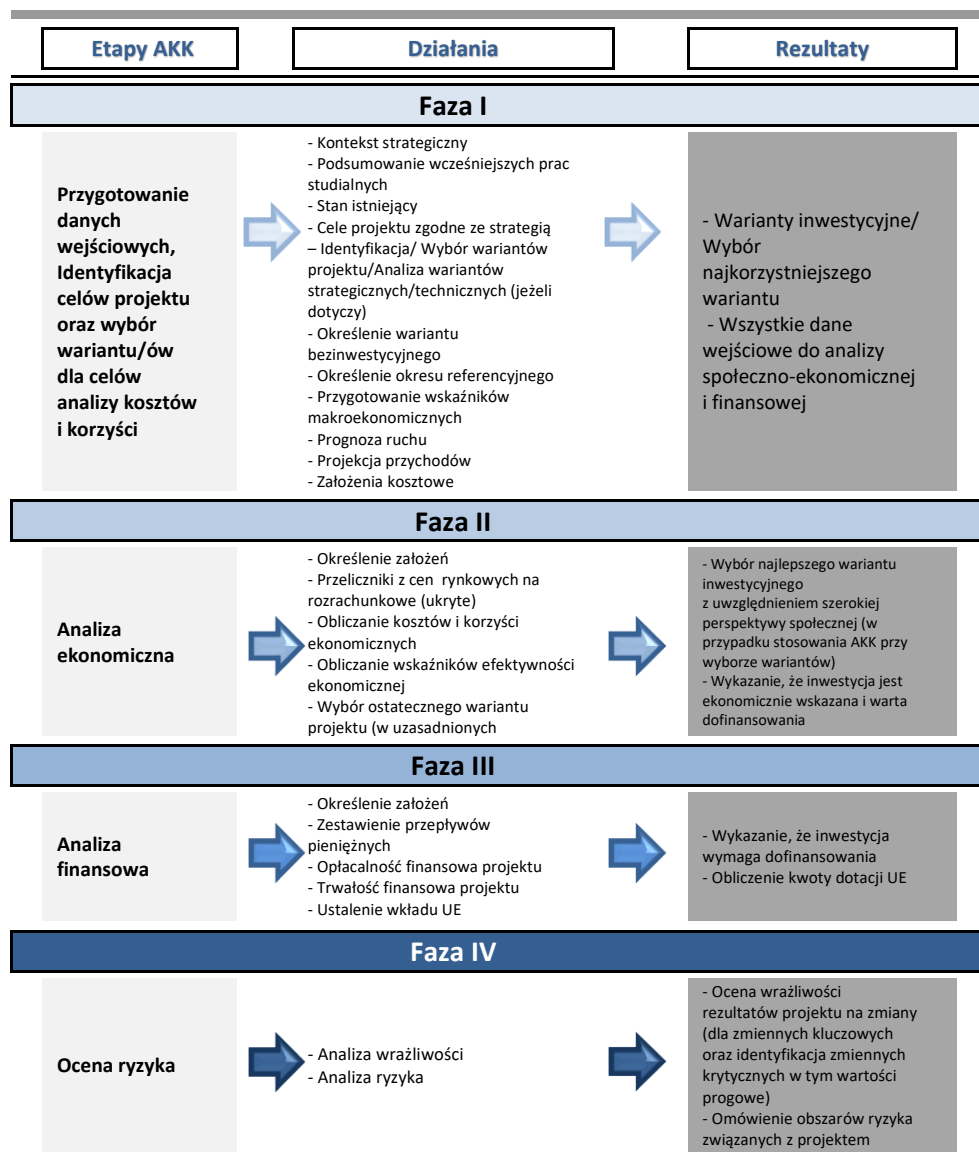 Etapy AKK
Działania
Rezultaty
Faza I
Przygotowanie
danych
wejściowych,
Identyfikacja
celów projektu
oraz wybór
wariantu/ów
dla celów
analizy kosztów
i korzyści
- Kontekst strategiczny
- Podsumowanie wcześniejszych prac
studialnych
- Stan istniejący
- Cele projektu zgodne ze strategią
– Identyfikacja/ Wybór wariantów
projektu/Analiza wariantów
strategicznych/technicznych (jeżeli
dotyczy)
- Określenie wariantu
bezinwestycyjnego
- Określenie okresu referencyjnego
- Przygotowanie wskaźników
makroekonomicznych
- Prognoza ruchu
- Projekcja przychodów
- Założenia kosztowe
- Warianty inwestycyjne/
Wybór
najkorzystniejszego
wariantu
- Wszystkie dane
wejściowe do analizy
społeczno-ekonomicznej
i finansowej
Faza II
Analiza
ekonomiczna
- Określenie założeń
- Przeliczniki z cen rynkowych na
rozrachunkowe (ukryte)
- Obliczanie kosztów i korzyści
ekonomicznych
- Obliczanie wskaźników efektywności
ekonomicznej
- Wybór ostatecznego wariantu
projektu (w uzasadnionych
- Wybór najlepszego wariantu
inwestycyjnego
z uwzględnieniem szerokiej
perspektywy społecznej (w
przypadku stosowania AKK przy
wyborze wariantów)
- Wykazanie, że inwestycja jest
ekonomicznie wskazana i warta
dofinansowania
Faza III
Analiza
finansowa
- Określenie założeń
- Zestawienie przepływów
pieniężnych
- Opłacalność finansowa projektu
- Trwałość finansowa projektu
- Ustalenie wkładu UE
- Wykazanie, że inwestycja
wymaga dofinansowania
- Obliczenie kwoty dotacji UE
Faza IV
Ocena ryzyka
- Analiza wrażliwości
- Analiza ryzyka
- Ocena wrażliwości
rezultatów projektu na zmiany
(dla zmiennych kluczowych
oraz identyfikacja zmiennych
krytycznych w tym wartości
progowe)
- Omówienie obszarów ryzyka
związanych z projektem